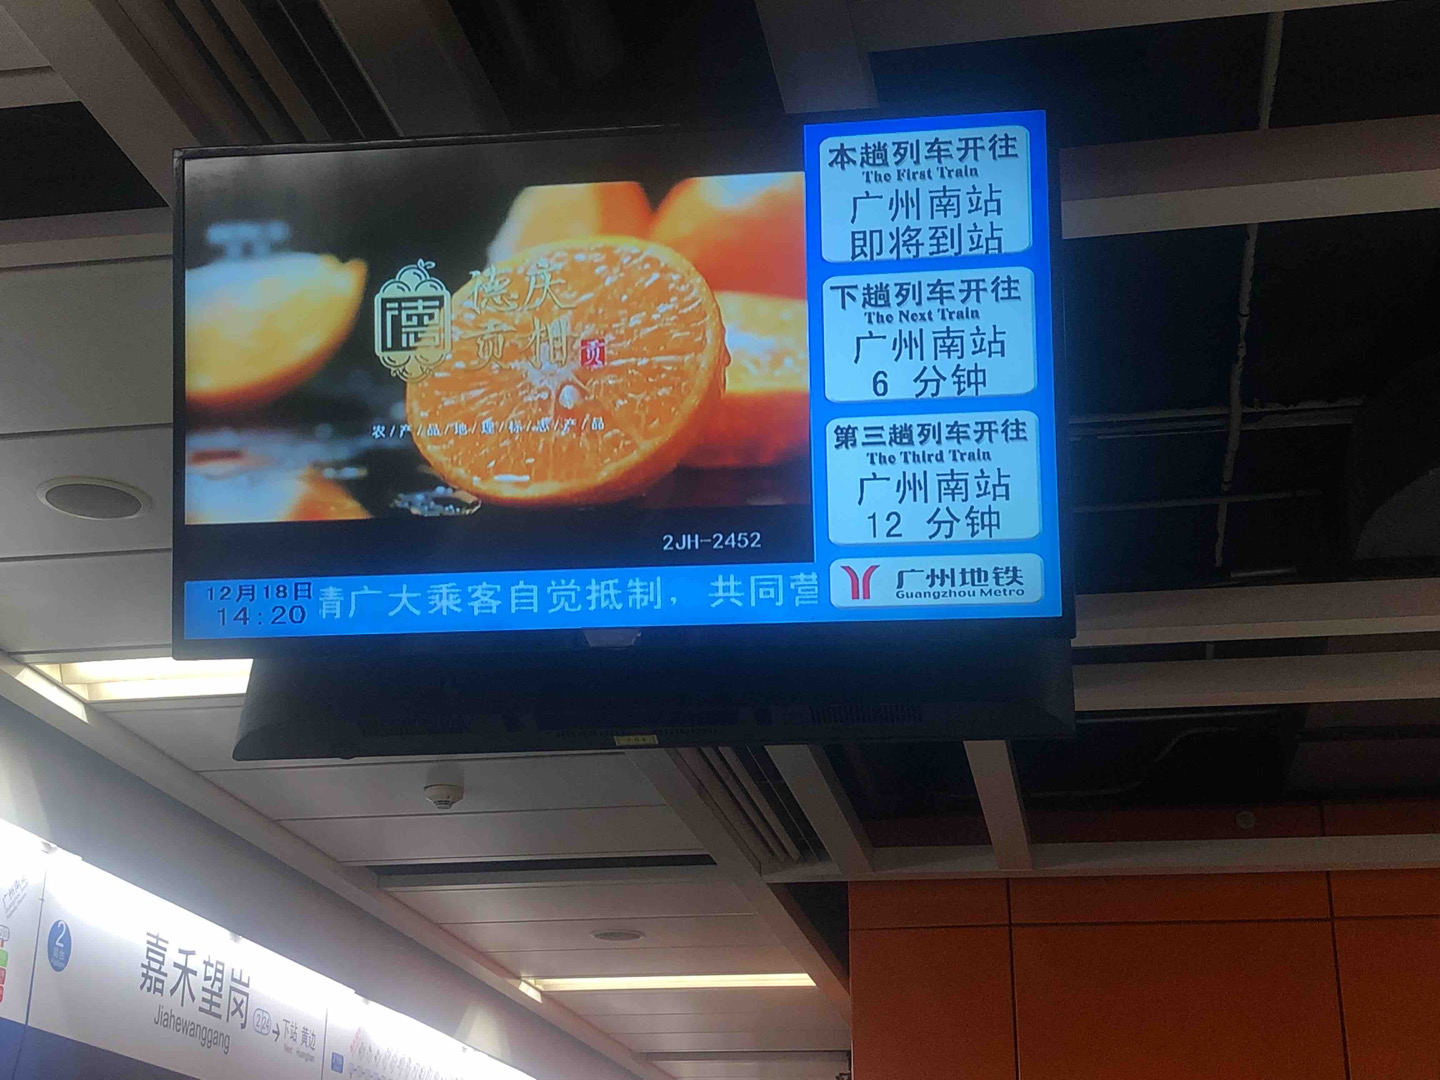 本趟列车开往
The First Train
广州南站
即将到站
下趟列车开往
The Next Train
广州南站
6 分钟
第三趟列车开往
The Third Train
广州南站
12 分钟
广州地铁
Guangzhou Metro
德
德庆
贡柑
贡
农/产/品/地/理/标/志/产/品
2JH-2452
12月18日
14:20
请广大乘客自觉抵制，共同营
2
嘉禾望岗
Jiahewanggang
下站 黄边
Next Huangbian